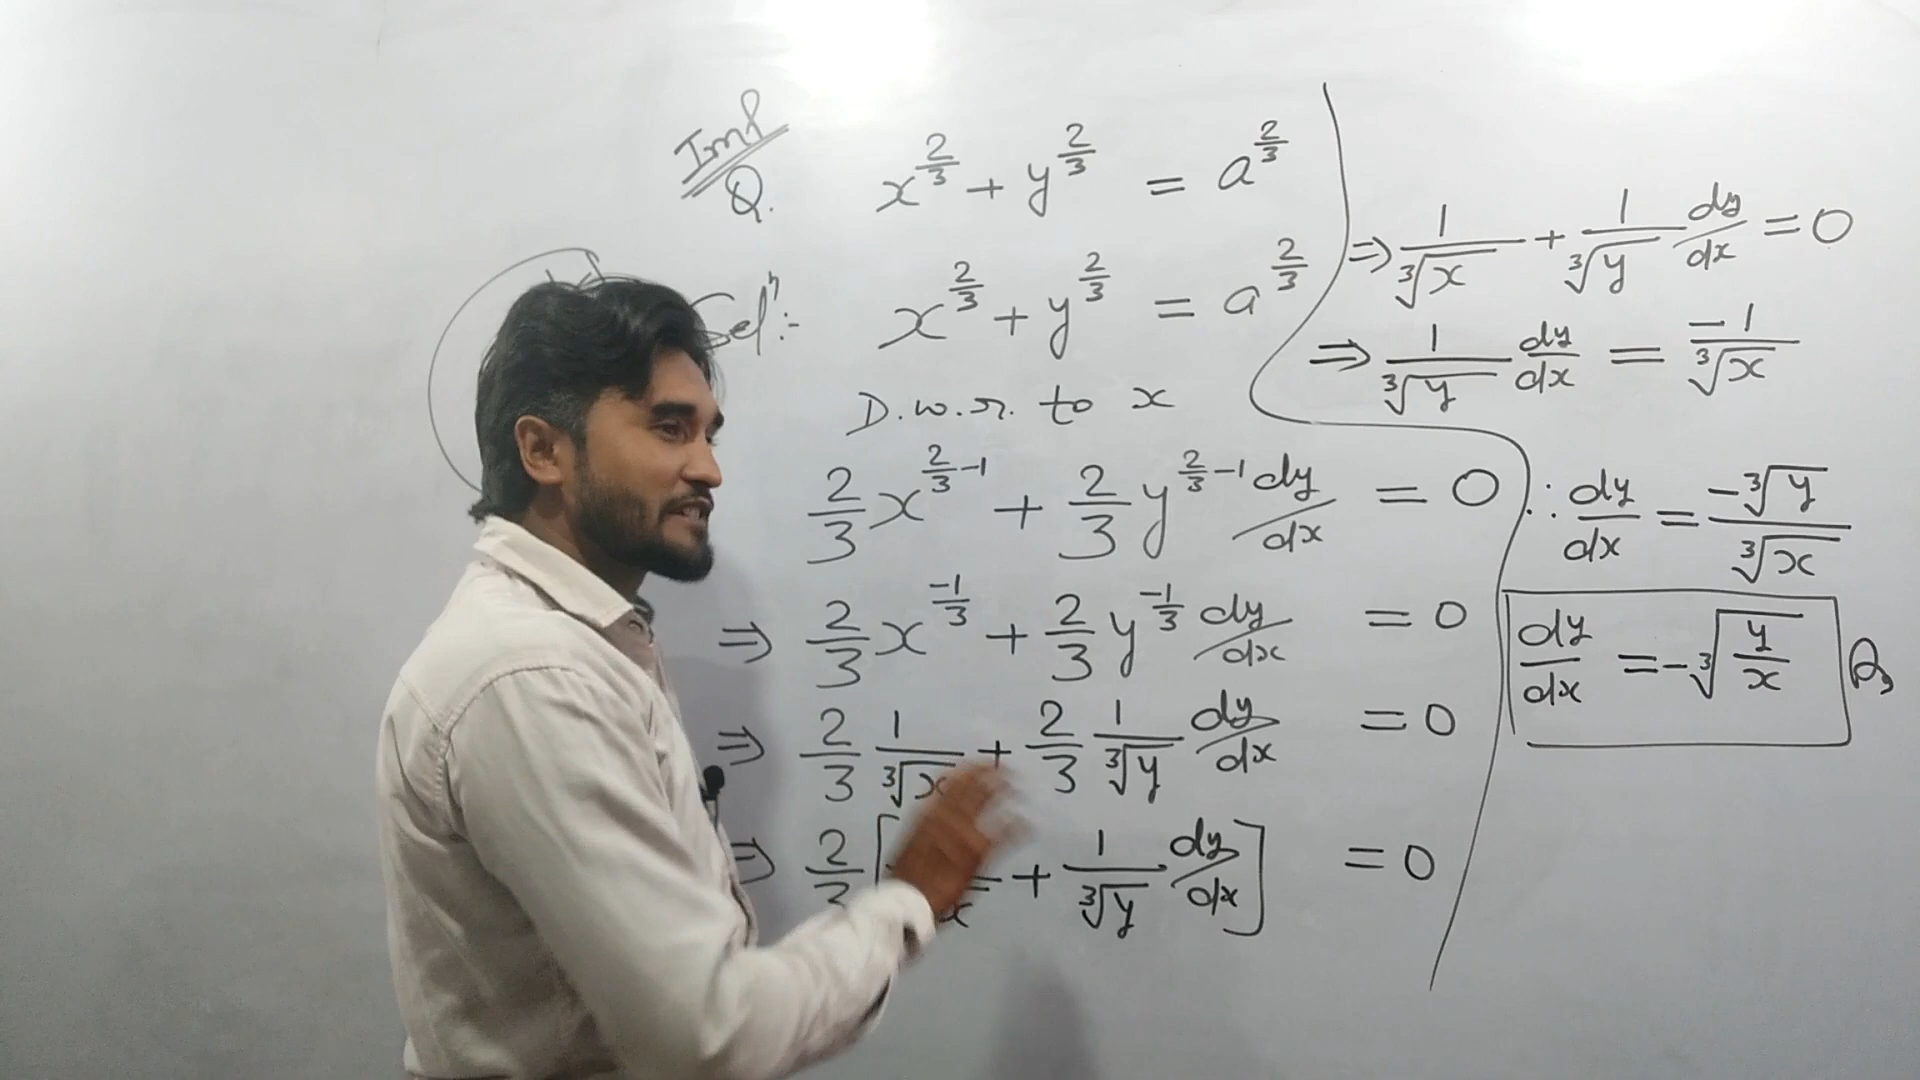 Imp
Q. x^{2/3} + y^{2/3} = a^{2/3}
Solⁿ:- x^{2/3} + y^{2/3} = a^{2/3}
D.w.r. to x
2/3 x^{2/3 -1} + 2/3 y^{2/3 -1} dy/dx = 0
⇒ 2/3 x^{-1/3} + 2/3 y^{-1/3} dy/dx = 0
⇒ 2/3 1/∛x + 2/3 1/∛y dy/dx = 0
⇒ 2/3 [ x + 1/∛y dy/dx ] = 0
⇒ 1/∛x + 1/∛y dy/dx = 0
⇒ 1/∛y dy/dx = -1/∛x
∴ dy/dx = -∛y/∛x
dy/dx = -∛(y/x)